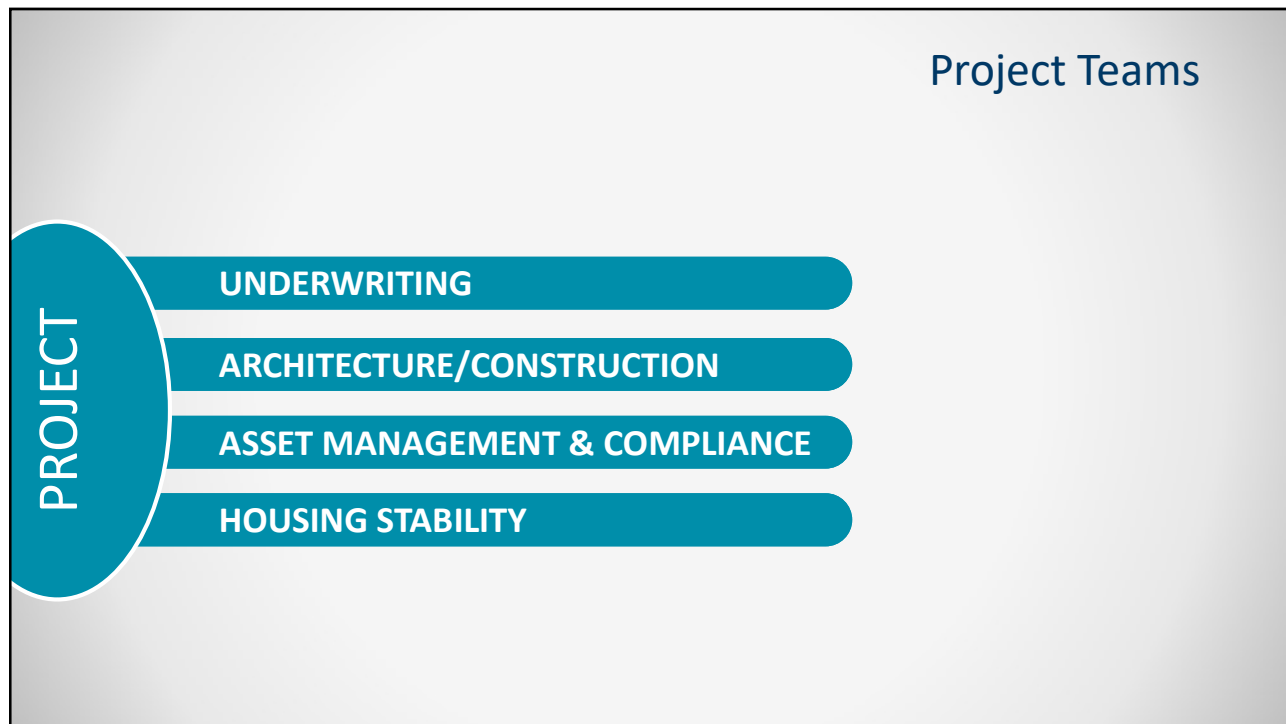 Project Teams
PROJECT
UNDERWRITING
ARCHITECTURE/CONSTRUCTION
ASSET MANAGEMENT & COMPLIANCE
HOUSING STABILITY